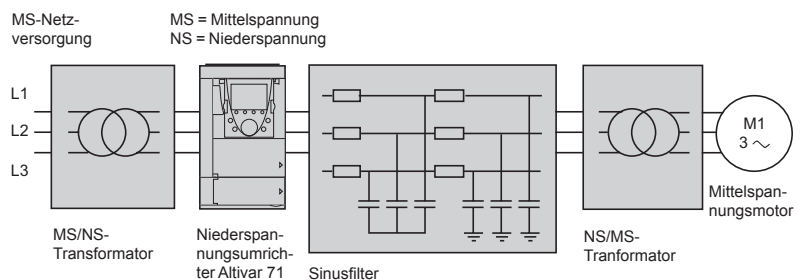 MS-Netz-
versorgung
MS = Mittelspannung
NS = Niederspannung
L1
L2
L3
M1
3 ~
MS/NS-
Transformator
Niederspan-
nungsumrich-
ter Altivar 71
Sinusfilter
NS/MS-
Tranformator
Mittelspan-
nungsmotor